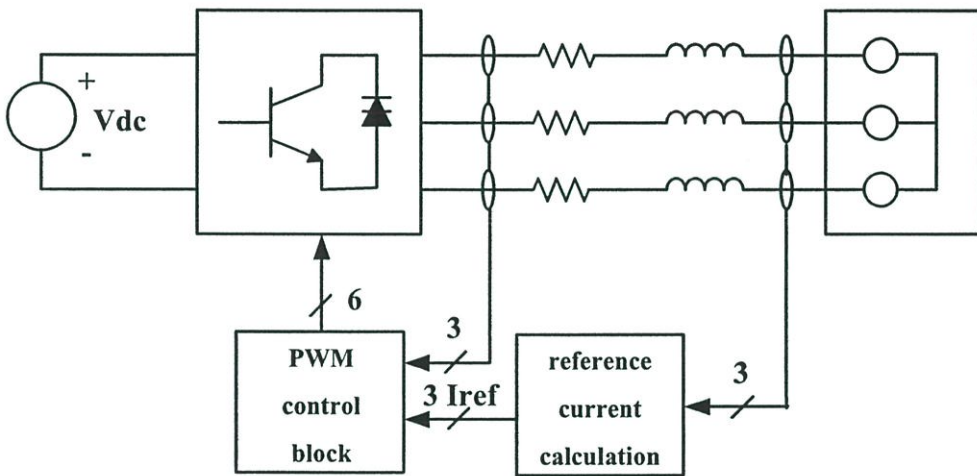 +
Vdc
-
6
3
3 Iref
3
PWM
control
block
reference
current
calculation